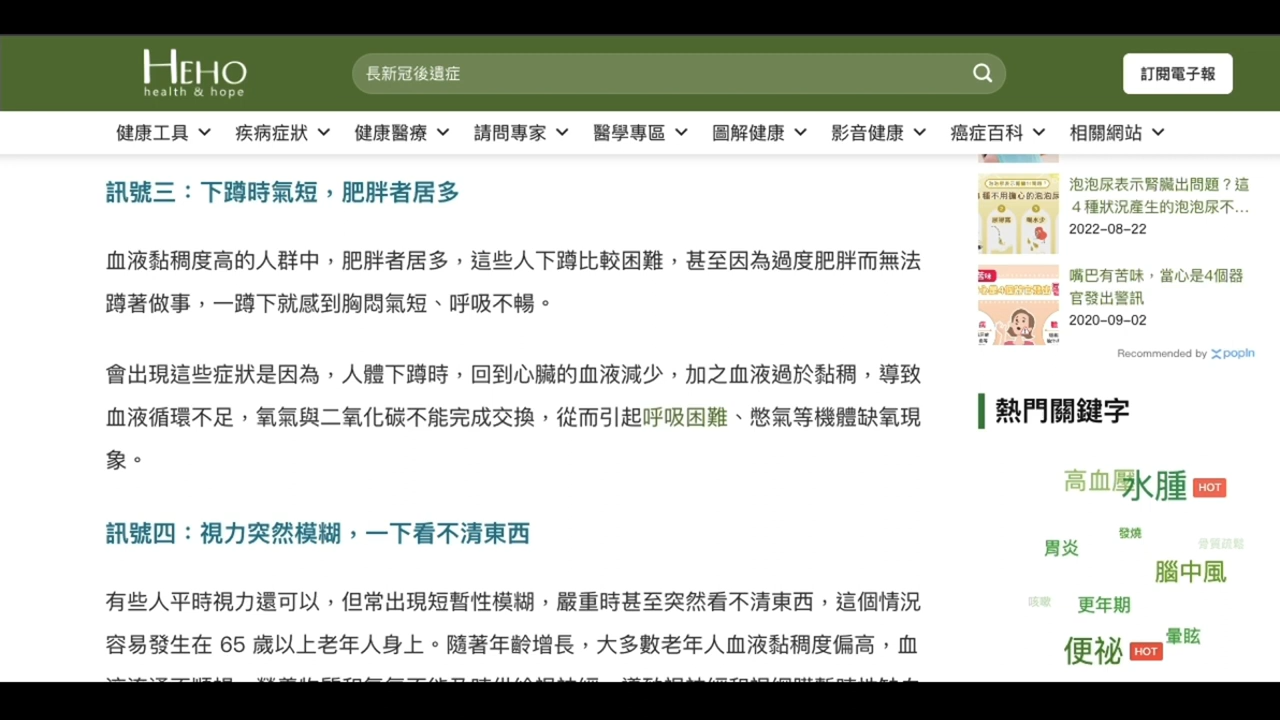 HEHO
health & hope
長新冠後遺症
訂閱電子報
健康工具 疾病症狀 健康醫療 請問專家 醫學專區 圖解健康 影音健康 癌症百科 相關網站
訊號三：下蹲時氣短，肥胖者居多
血液黏稠度高的人群中，肥胖者居多，這些人下蹲比較困難，甚至因為過度肥胖而無法
蹲著做事，一蹲下就感到胸悶氣短、呼吸不暢。
會出現這些症狀是因為，人體下蹲時，回到心臟的血液減少，加之血液過於黏稠，導致
血液循環不足，氧氣與二氧化碳不能完成交換，從而引起呼吸困難、憋氣等機體缺氧現
象。
訊號四：視力突然模糊，一下看不清東西
有些人平時視力還可以，但常出現短暫性模糊，嚴重時甚至突然看不清東西，這個情況
容易發生在 65 歲以上老年人身上。隨著年齡增長，大多數老年人血液黏稠度偏高，血
泡泡尿表示腎臟出問題？這
４種狀況產生的泡泡尿不…
2022-08-22
嘴巴有苦味，當心是4個器
官發出警訊
2020-09-02
Recommended by popIn
熱門關鍵字
高血壓
水腫 HOT
發燒
骨質疏鬆
胃炎
腦中風
咳嗽
更年期
暈眩
便祕 HOT